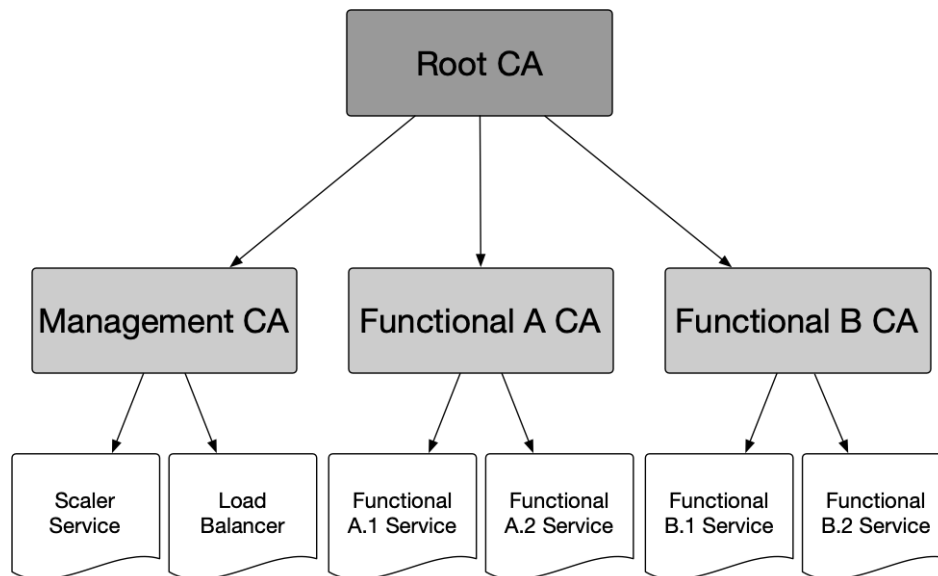 Root CA
Management CA
Functional A CA
Functional B CA
Scaler
Service
Load
Balancer
Functional
A.1 Service
Functional
A.2 Service
Functional
B.1 Service
Functional
B.2 Service